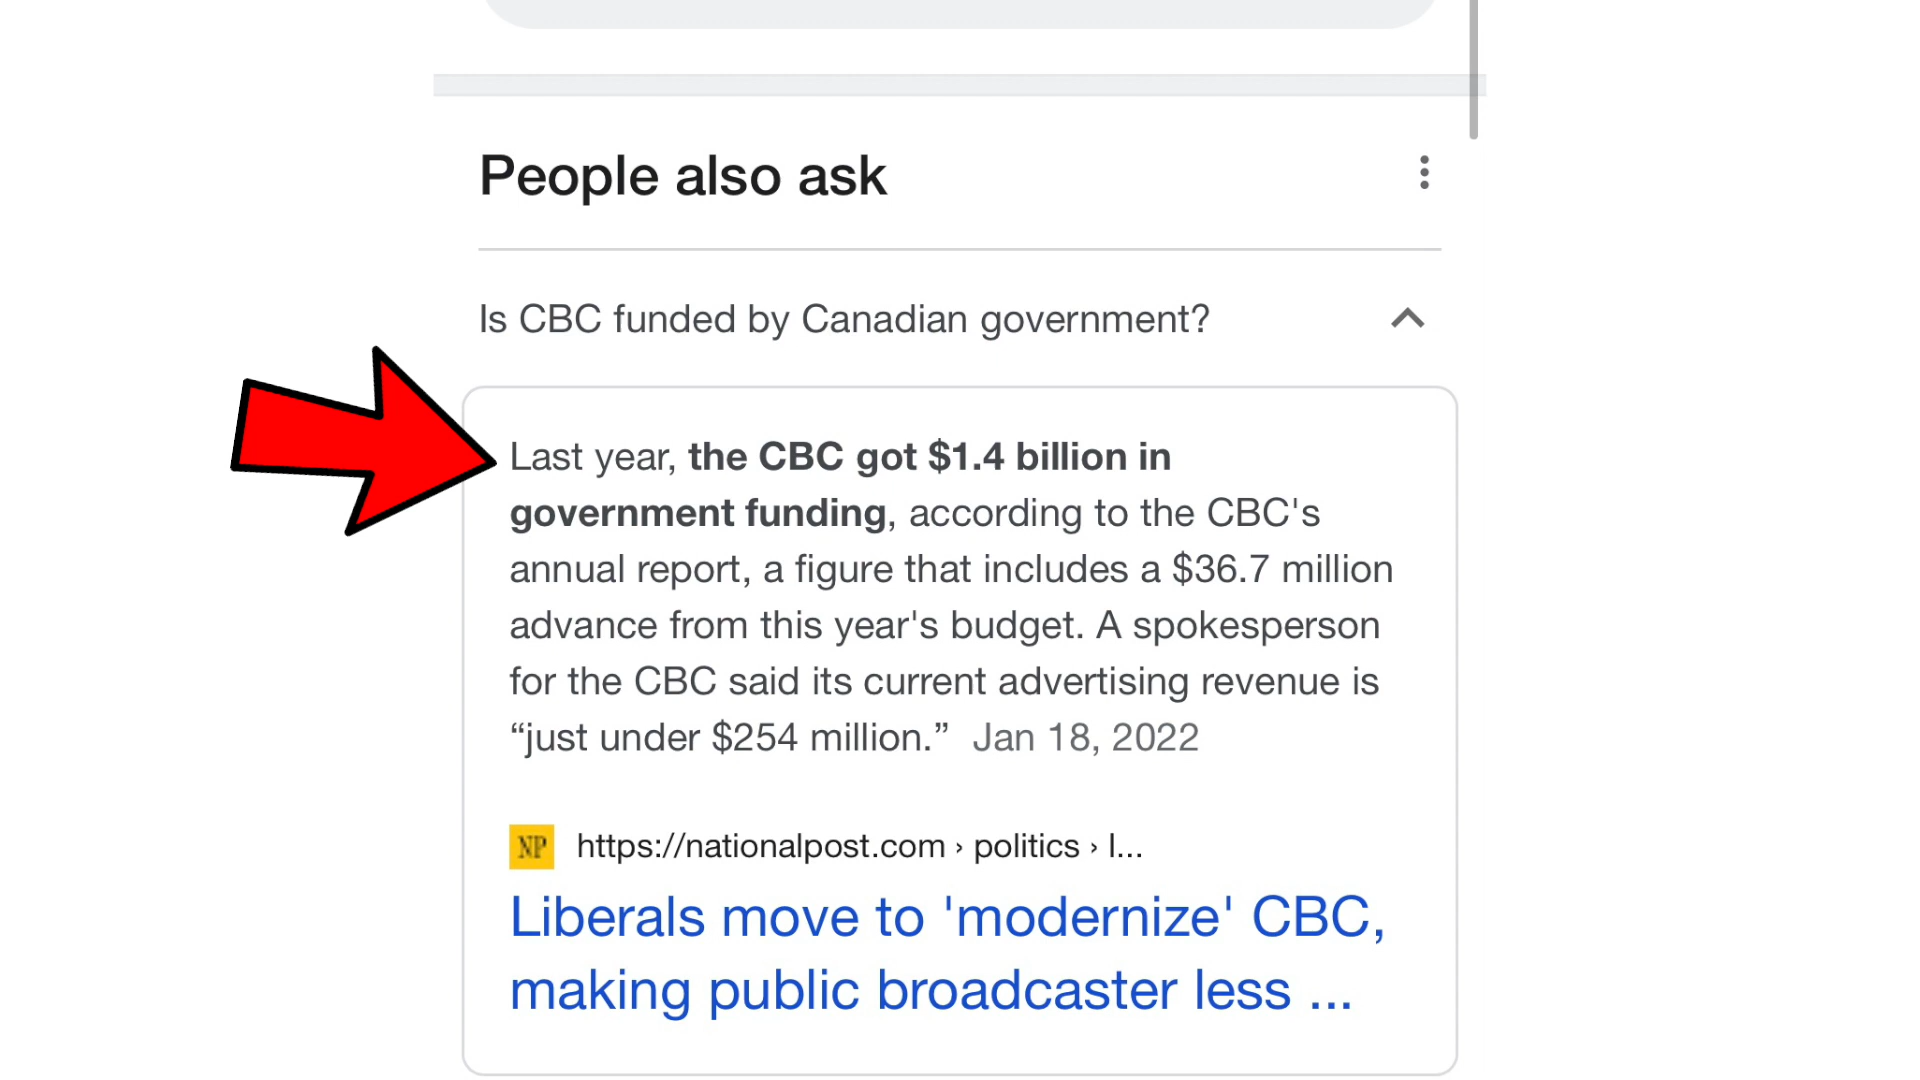 People also ask
Is CBC funded by Canadian government?
Last year, the CBC got $1.4 billion in
government funding, according to the CBC's
annual report, a figure that includes a $36.7 million
advance from this year's budget. A spokesperson
for the CBC said its current advertising revenue is
“just under $254 million.” Jan 18, 2022
NP https://nationalpost.com › politics › l...
Liberals move to 'modernize' CBC,
making public broadcaster less ...